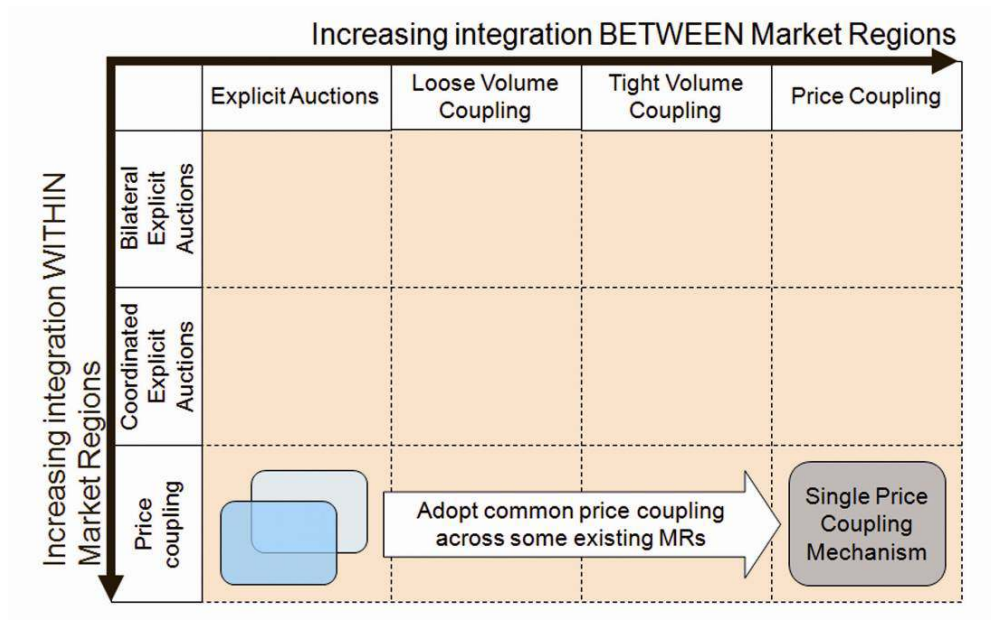 Increasing integration BETWEEN Market Regions
Explicit Auctions
Loose Volume
Coupling
Tight Volume
Coupling
Price Coupling
Increasing integration WITHIN
Market Regions
Bilateral
Explicit
Auctions
Coordinated
Explicit
Auctions
Price
coupling
Adopt common price coupling
across some existing MRs
Single Price
Coupling
Mechanism